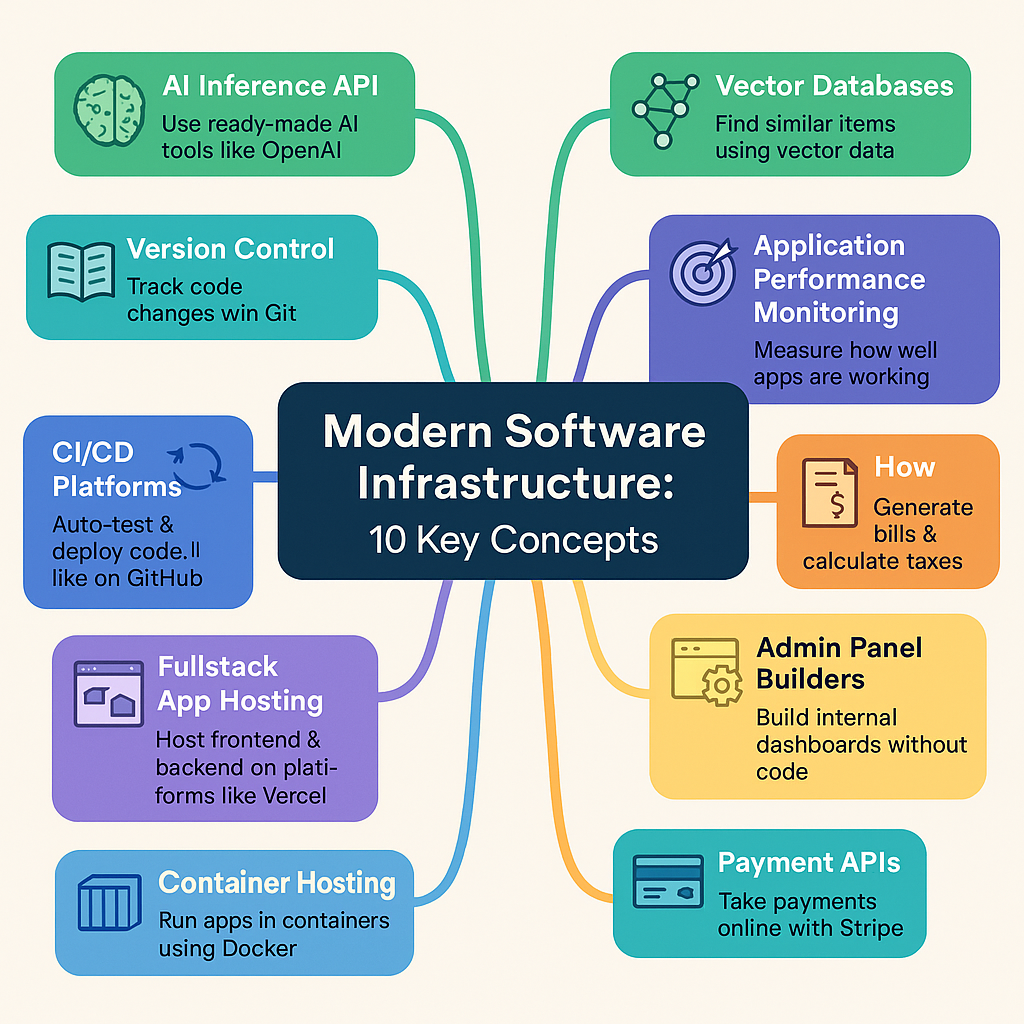 AI Inference API
Use ready-made AI
tools like OpenAI
Vector Databases
Find similar items
using vector data
Version Control
Track code
changes win Git
Application
Performance
Monitoring
Measure how well
apps are working
Modern Software
Infrastructure:
10 Key Concepts
CI/CD
Platforms
Auto-test &
deploy code.ll
like on GitHub
How
$
Generate
bills &
calculate taxes
Fullstack
App Hosting
Host frontend &
backend on plati-
forms like Vercel
Admin Panel
Builders
Build internal
dashboards without
code
Container Hosting
Run apps in containers
using Docker
Payment APIs
Take payments
online with Stripe